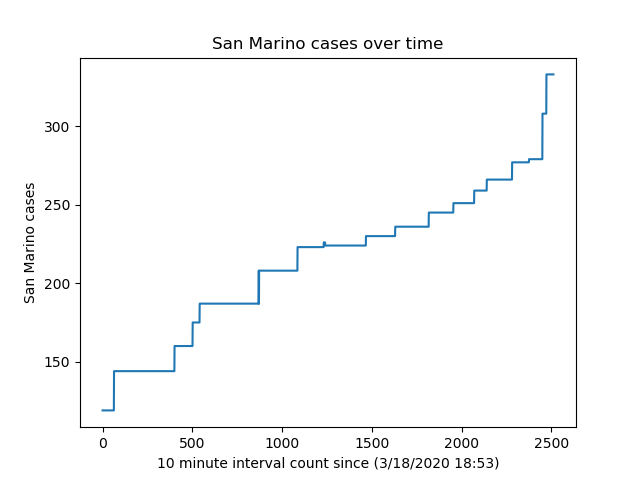 San Marino cases over time
San Marino cases
300
250
200
150
0 500 1000 1500 2000 2500
10 minute interval count since (3/18/2020 18:53)